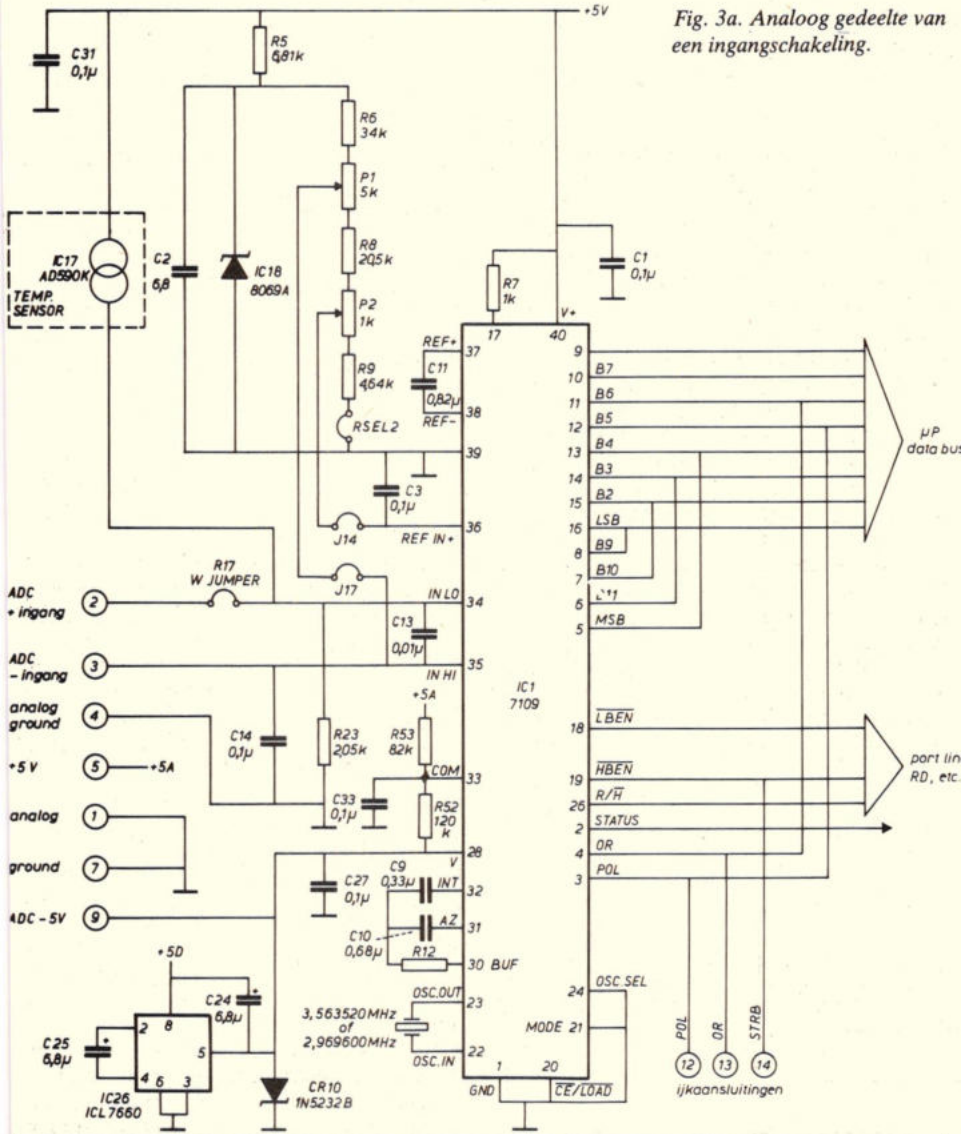 Fig. 3a. Analoog gedeelte van
een ingangschakeling.
+5V
C31
0,1µ
R5
6,81k
R6
34k
P1
5k
R8
20,5k
P2
1k
R9
4,64k
RSEL2
IC17
AD590K
TEMP.
SENSOR
C2
6,8
IC18
8069A
R7
1k
C1
0,1µ
V+
17
40
REF+
37
C11
0,82µ
38
REF-
39
C3
0,1µ
36
REF IN+
J14
J17
R17
W JUMPER
ADC
+ ingang
2
IN LO
34
C13
0,01µ
ADC
- ingang
3
35
IN HI
analog
ground
4
C14
0,1µ
R23
2,05k
+5A
R53
82k
COM
33
C33
0,1µ
R52
120
k
+5V
5
+5A
analog
1
ground
7
28
V
ADC -5V
9
C27
0,1µ
C9
0,33µ
INT
32
AZ
31
C10
0,68µ
R12
30
BUF
+5D
C24
6,8µ
+
8
2
5
4
6
3
C25
6,8µ
+
IC26
ICL7660
CR10
1N5232B
OSC.OUT
23
3,563520MHz
of
2,969600MHz
22
OSC.IN
IC1
7109
9
10
B7
11
B6
12
B5
13
B4
14
B3
15
B2
16
LSB
8
B9
7
B10
6
5
MSB
µP
data bus
18
LBEN
19
HBEN
26
R/H
2
STATUS
4
OR
3
POL
port lin
RD, etc.
24
OSC.SEL
MODE
21
1
20
GND
CE/LOAD
POL
OR
STRB
12
13
14
ijkaansluitingen